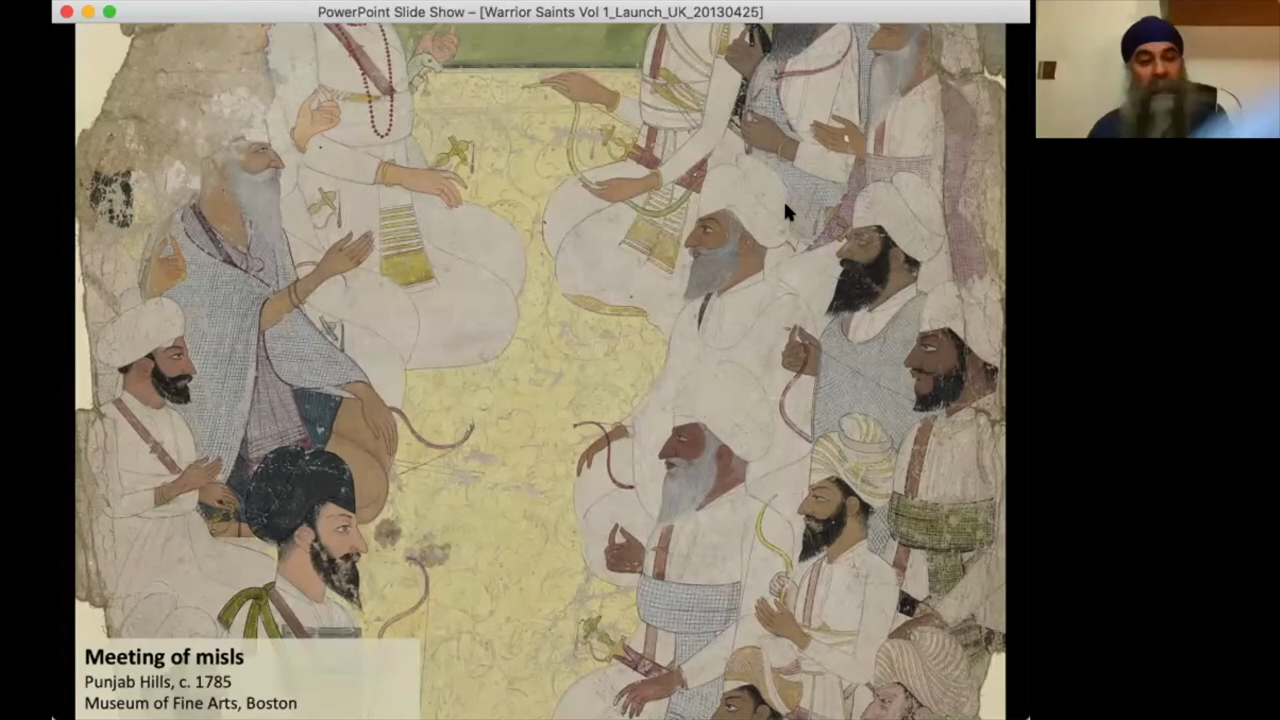 PowerPoint Slide Show – [Warrior Saints Vol 1_Launch_UK_20130425]
Meeting of misls
Punjab Hills, c. 1785
Museum of Fine Arts, Boston